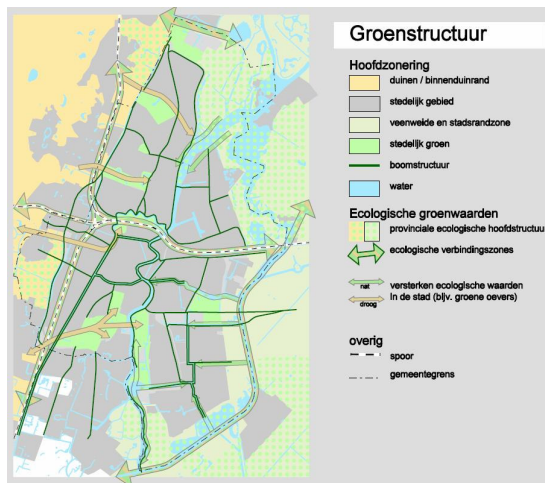 Groenstructuur
Hoofdzonering
duinen / binnenduinrand
stedelijk gebied
veenweide en stadsrandzone
stedelijk groen
boomstructuur
water
Ecologische groenwaarden
provinciale ecologische hoofdstructuur
ecologische verbindingszones
nat
versterken ecologische waarden
in de stad (bijv. groene oevers)
droog
overig
spoor
gemeentegrens